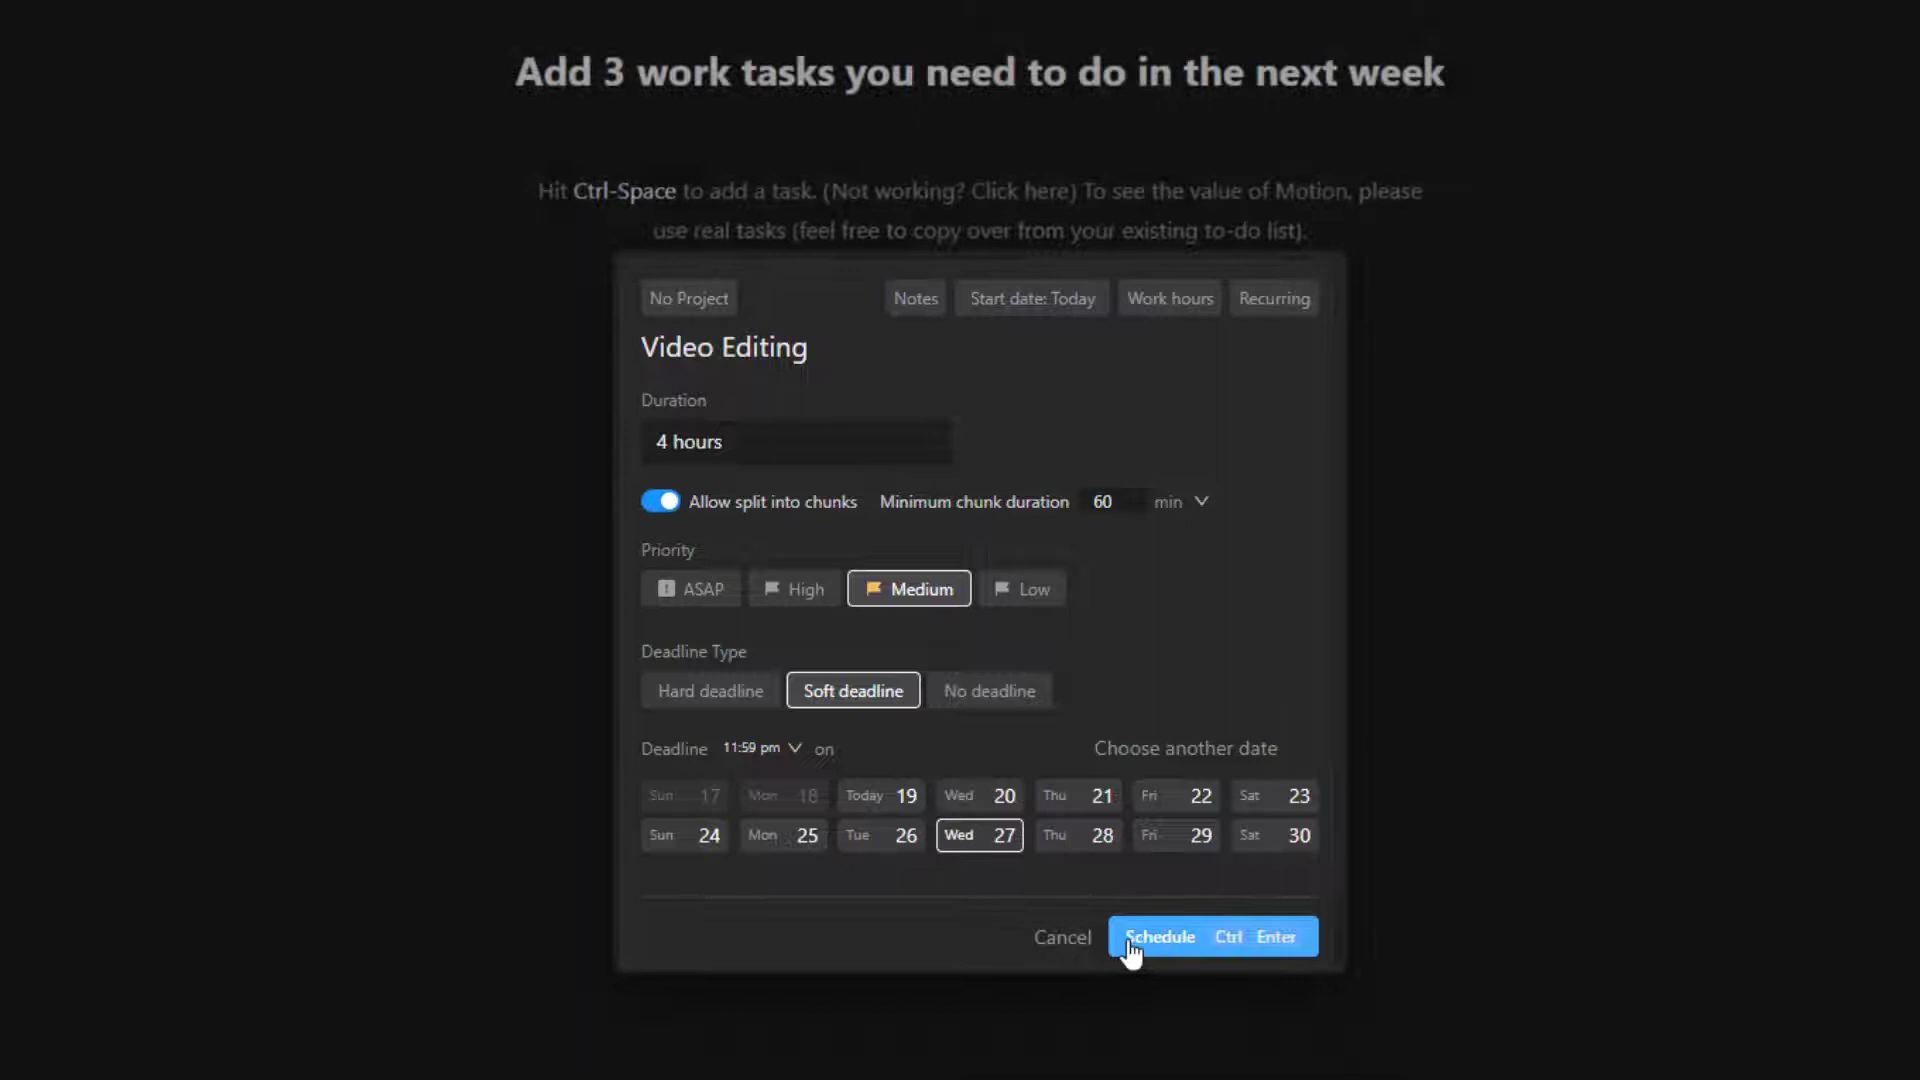 Add 3 work tasks you need to do in the next week
Hit Ctrl-Space to add a task. (Not working? Click here) To see the value of Motion, please
use real tasks (feel free to copy over from your existing to-do list).
No Project Notes Start date: Today Work hours Recurring
Video Editing
Duration
4 hours
Allow split into chunks Minimum chunk duration 60 min
Priority
ASAP High Medium Low
Deadline Type
Hard deadline Soft deadline No deadline
Deadline 11:59 pm on Choose another date
Sun 17 Mon 18 Today 19 Wed 20 Thu 21 Fri 22 Sat 23
Sun 24 Mon 25 Tue 26 Wed 27 Thu 28 Fri 29 Sat 30
Cancel Schedule Ctrl Enter